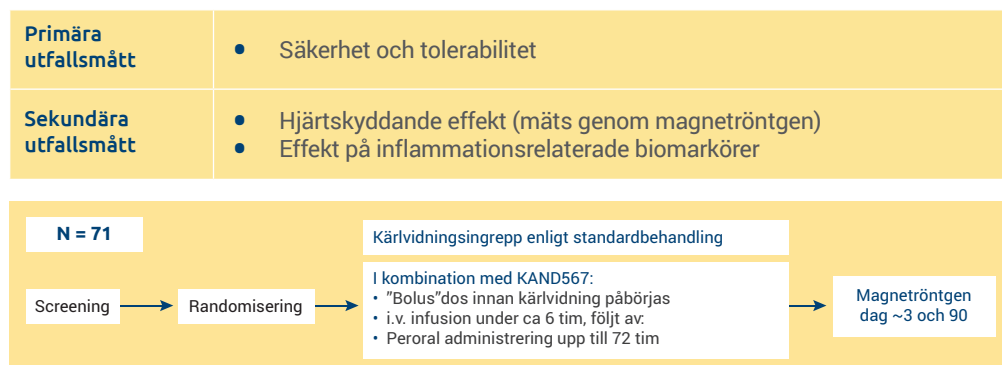 Primära
utfallsmått
• Säkerhet och tolerabilitet
Sekundära
utfallsmått
• Hjärtskyddande effekt (mäts genom magnetröntgen)
• Effekt på inflammationsrelaterade biomarkörer
N = 71
Screening
Randomisering
Kärlvidningsingrepp enligt standardbehandling
I kombination med KAND567:
• ”Bolus”dos innan kärlvidning påbörjas
• i.v. infusion under ca 6 tim, följt av:
• Peroral administrering upp till 72 tim
Magnetröntgen
dag ~3 och 90